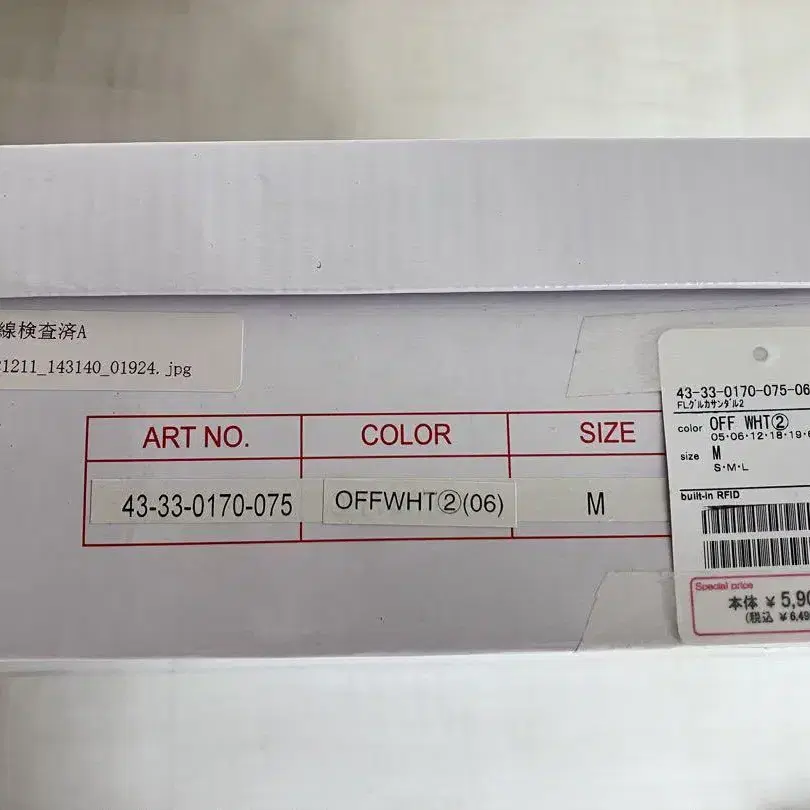 線検査済A
1211_143140_01924.jpg
ART NO.
COLOR
SIZE
43-33-0170-075
OFFWHT②(06)
M
43-33-0170-075-06
FLグルカサンダル2
color OFF WHT②
05・06・12・18・19・6
size M
S・M・L
built-in RFID
Special price
本体 ¥5,90
(税込 ¥6,49